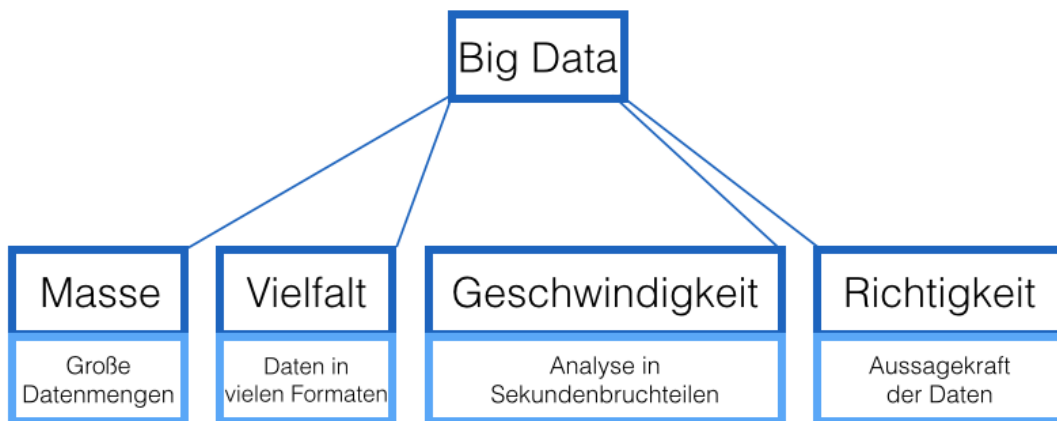 Big Data
Masse
Vielfalt
Geschwindigkeit
Richtigkeit
Große
Datenmengen
Daten in
vielen Formaten
Analyse in
Sekundenbruchteilen
Aussagekraft
der Daten